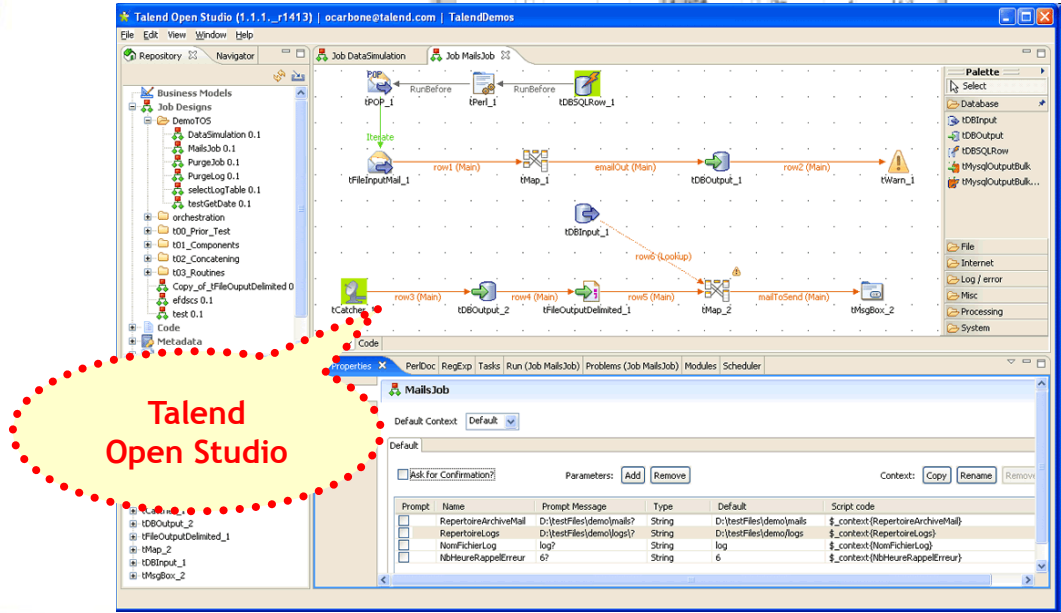 Talend Open Studio (1.1.1,_r1413) | ocarbone@talend.com | TalendDemos
File Edit View Window Help
Repository Navigator
Job DataSimulation Job MailsJob
Business Models
Job Designs
DemoTOS
DataSimulation 0.1
MailsJob 0.1
PurgeJob 0.1
PurgeLog 0.1
selectLogTable 0.1
testGetDate 0.1
orchestration
t00_Prior_Test
t01_Components
t02_Concatening
t03_Routines
Copy_of_tFileOuputDelimited 0
efdscs 0.1
test 0.1
Code
Metadata
POP
RunBefore RunBefore
tPOP_1 tPerl_1 tDBSQLRow_1
Iterate
row1 (Main) emailOut (Main) row2 (Main)
tFileInputMail_1 tMap_1 tDBOutput_1 tWarn_1
tDBInput_1
row6 (Lookup)
row3 (Main) row4 (Main) row5 (Main) mailToSend (Main)
tCatcher_1 tDBOutput_2 tFileOutputDelimited_1 tMap_2 tMsgBox_2
Code
Palette
Select
Database
tDBInput
tDBOutput
tDBSQLRow
tMysqlOutputBulk
tMysqlOutputBulk...
File
Internet
Log / error
Misc
Processing
System
Properties PerlDoc RegExp Tasks Run (Job MailsJob) Problems (Job MailsJob) Modules Scheduler
MailsJob
Default Context Default
Default
Ask for Confirmation? Parameters: Add Remove Context: Copy Rename Remove
Prompt Name Prompt Message Type Default Script code
RepertoireArchiveMail D:\testFiles\demo\mails? String D:\testFiles\demo\mails $_context{RepertoireArchiveMail}
RepertoireLogs D:\testFiles\demo\logs\? String D:\testFiles\demo/logs $_context{RepertoireLogs}
NomFichierLog log? String log $_context{NomFichierLog}
NbHeureRappelErreur 6? String 6 $_context{NbHeureRappelErreur}
Talend
Open Studio
tDBOutput_2
tFileOutputDelimited_1
tMap_2
tDBInput_1
tMsgBox_2